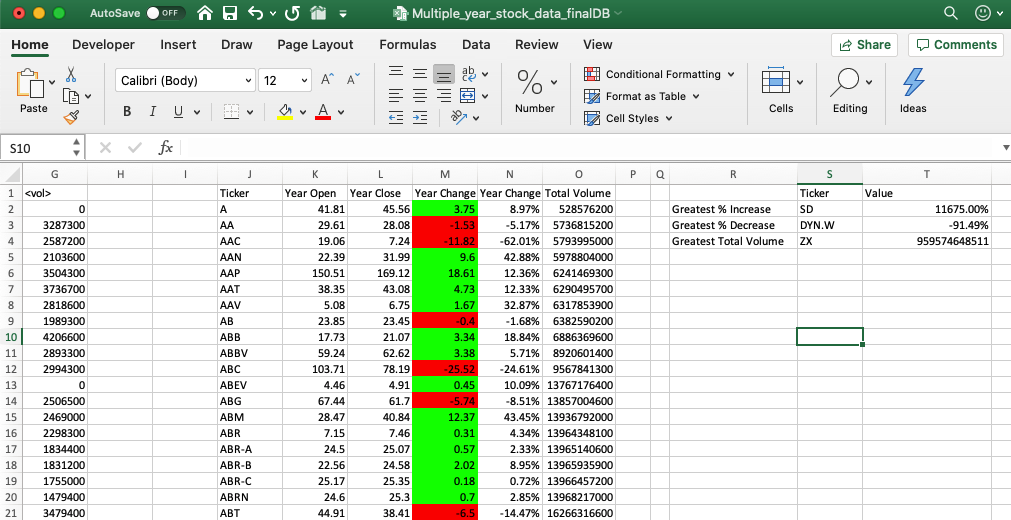 AutoSave OFF Multiple_year_stock_data_finalDB
Home Developer Insert Draw Page Layout Formulas Data Review View Share Comments
Calibri (Body) 12 A^ A˅ ab Conditional Formatting
Format as Table
Paste B I U A Number Cell Styles Cells Editing Ideas
S10 fx
G H I J K L M N O P Q R S T
1 <vol> Ticker Year Open Year Close Year Change Year Change Total Volume Ticker Value
2 0 A 41.81 45.56 3.75 8.97% 528576200 Greatest % Increase SD 11675.00%
3 3287300 AA 29.61 28.08 -1.53 -5.17% 5736815200 Greatest % Decrease DYN.W -91.49%
4 2587200 AAC 19.06 7.24 -11.82 -62.01% 5793995000 Greatest Total Volume ZX 959574648511
5 2103600 AAN 22.39 31.99 9.6 42.88% 5978804000
6 3504300 AAP 150.51 169.12 18.61 12.36% 6241469300
7 3736700 AAT 38.35 43.08 4.73 12.33% 6290495700
8 2818600 AAV 5.08 6.75 1.67 32.87% 6317853900
9 1989300 AB 23.85 23.45 -0.4 -1.68% 6382590200
10 4206600 ABB 17.73 21.07 3.34 18.84% 6886369600
11 2893300 ABBV 59.24 62.62 3.38 5.71% 8920601400
12 2994300 ABC 103.71 78.19 -25.52 -24.61% 9567841300
13 0 ABEV 4.46 4.91 0.45 10.09% 13767176400
14 2506500 ABG 67.44 61.7 -5.74 -8.51% 13857004600
15 2469000 ABM 28.47 40.84 12.37 43.45% 13936792000
16 2298300 ABR 7.15 7.46 0.31 4.34% 13964348100
17 1834400 ABR-A 24.5 25.07 0.57 2.33% 13965140600
18 1831200 ABR-B 22.56 24.58 2.02 8.95% 13965935900
19 1755000 ABR-C 25.17 25.35 0.18 0.72% 13966457200
20 1479400 ABRN 24.6 25.3 0.7 2.85% 13968217000
21 3479400 ABT 44.91 38.41 -6.5 -14.47% 16266316600